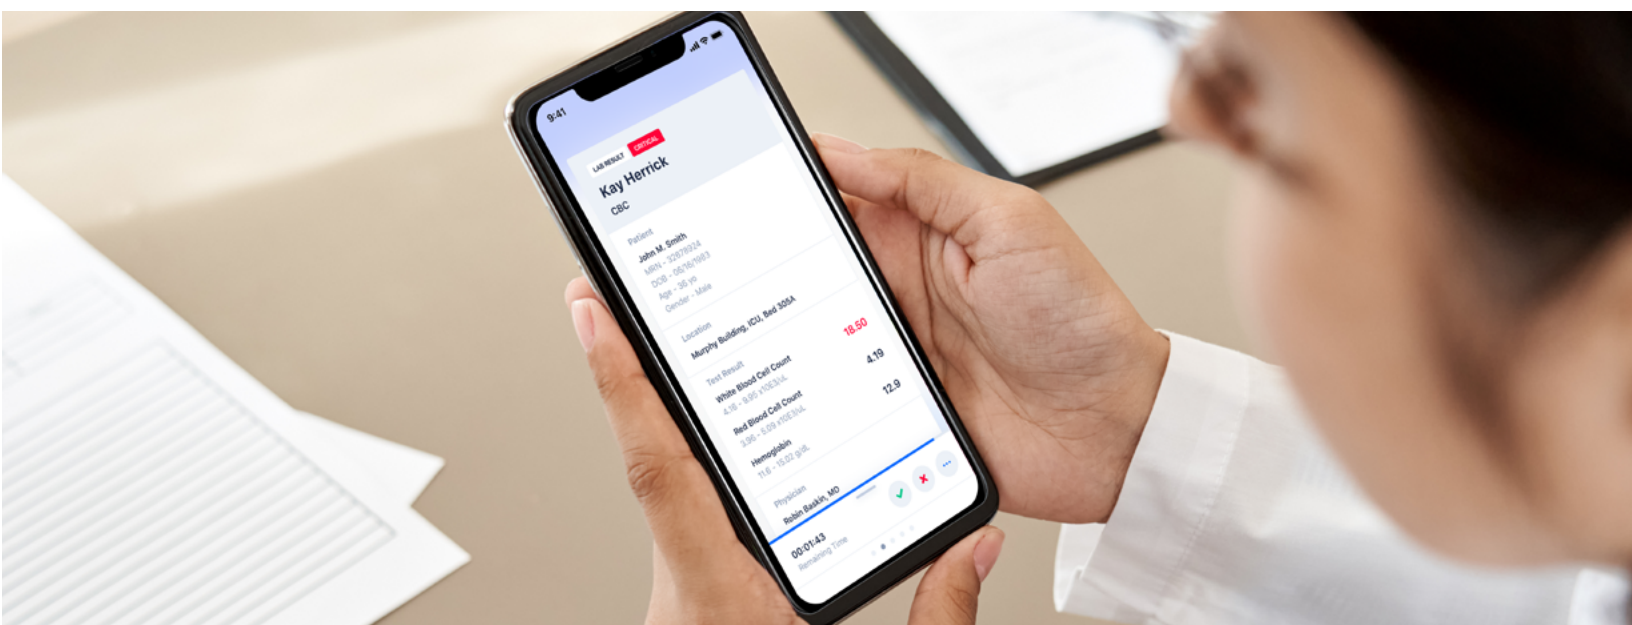 9:41
LAB RESULT CRITICAL
Kay Herrick
CBC
Patient
John M. Smith
MRN - 32878924
DOB - 06/16/1983
Age - 36 yo
Gender - Male
Location
Murphy Building, ICU, Bed 305A
Test Result
White Blood Cell Count 18.50
4.16 - 9.95 x10E3/uL
Red Blood Cell Count 4.19
3.96 - 5.09 x10E3/uL
Hemoglobin 12.9
11.6 - 15.02 g/dL
Physician
Robin Baskin, MD
00:01:43
Remaining Time